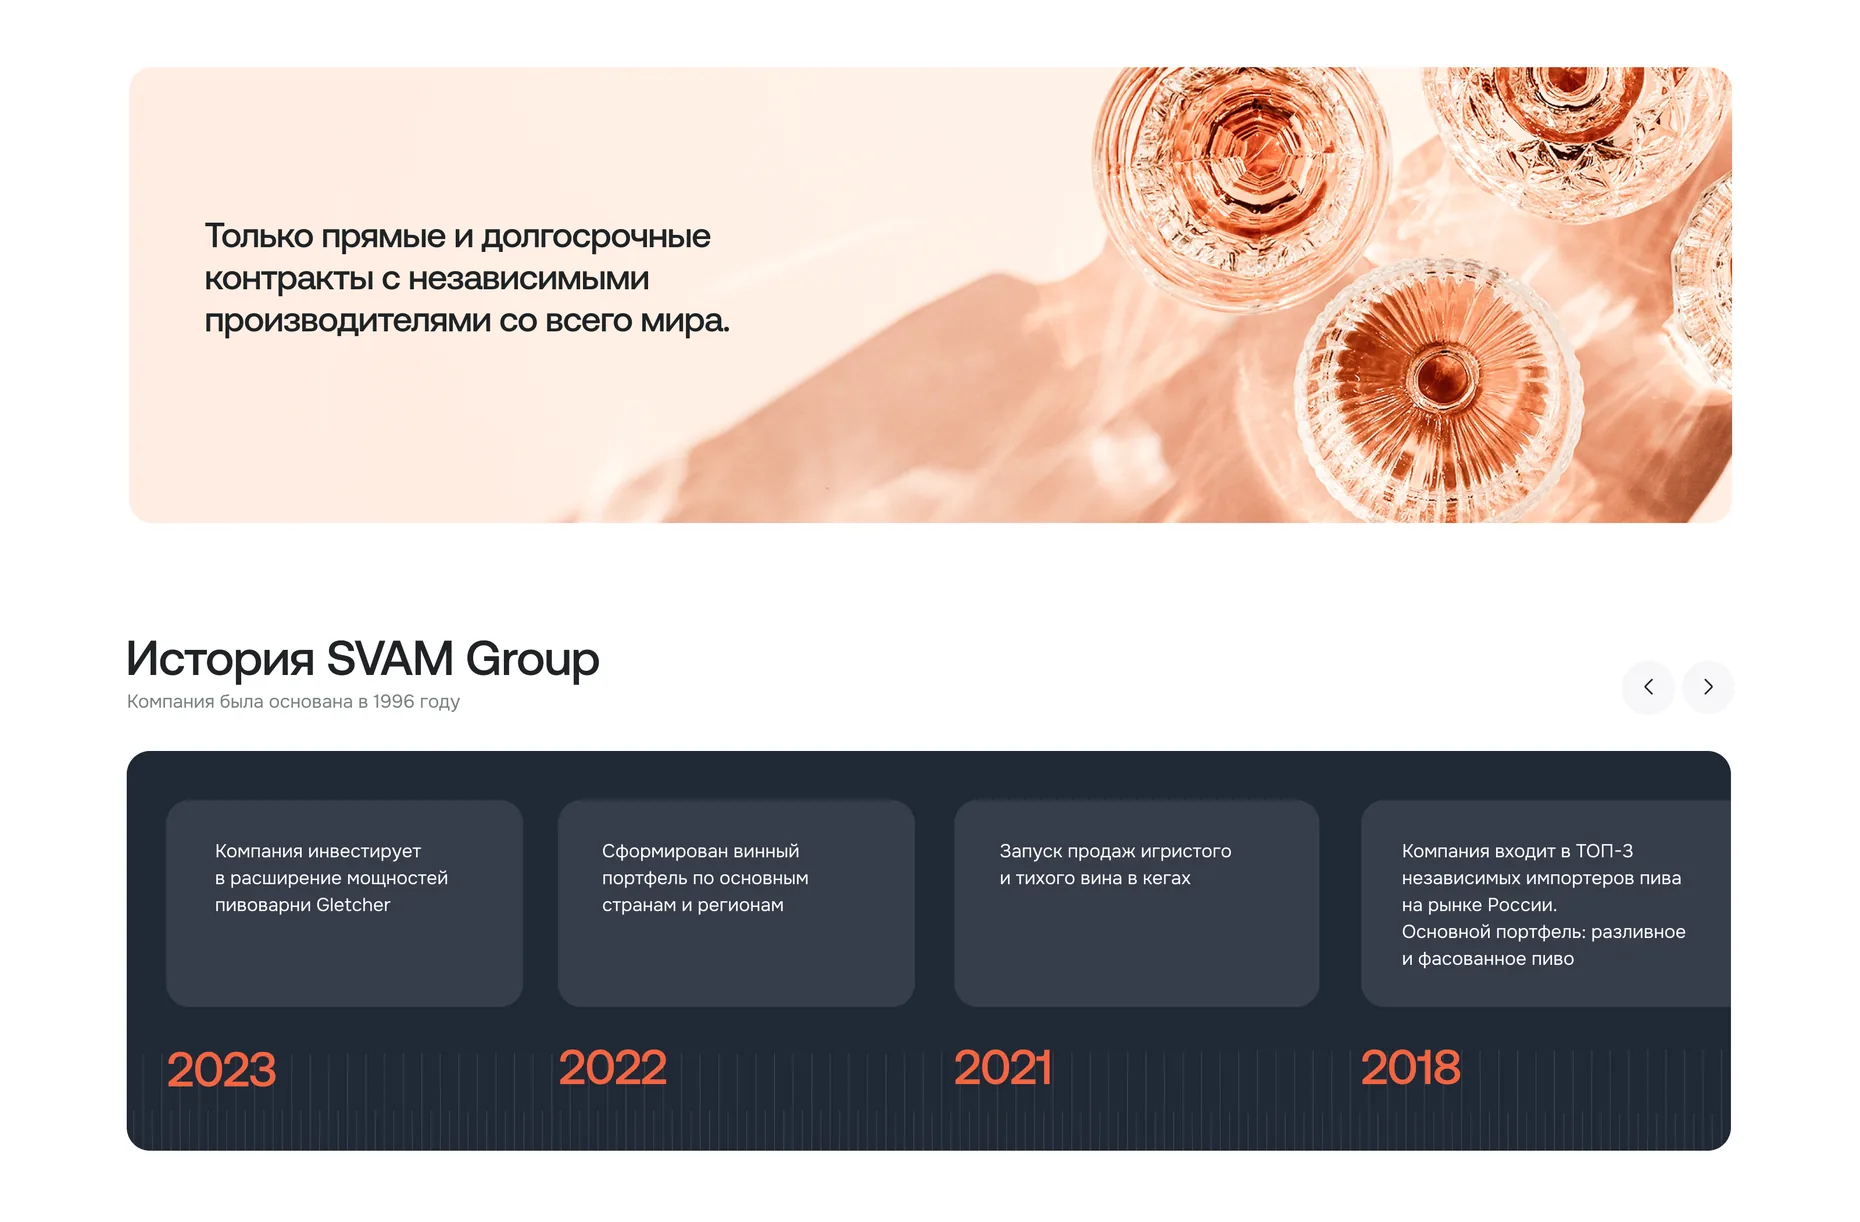 Только прямые и долгосрочные
контракты с независимыми
производителями со всего мира.
История SVAM Group
Компания была основана в 1996 году
Компания инвестирует
в расширение мощностей
пивоварни Gletcher
2023
Сформирован винный
портфель по основным
странам и регионам
2022
Запуск продаж игристого
и тихого вина в кегах
2021
Компания входит в ТОП-3
независимых импортеров пива
на рынке России.
Основной портфель: разливное
и фасованное пиво
2018